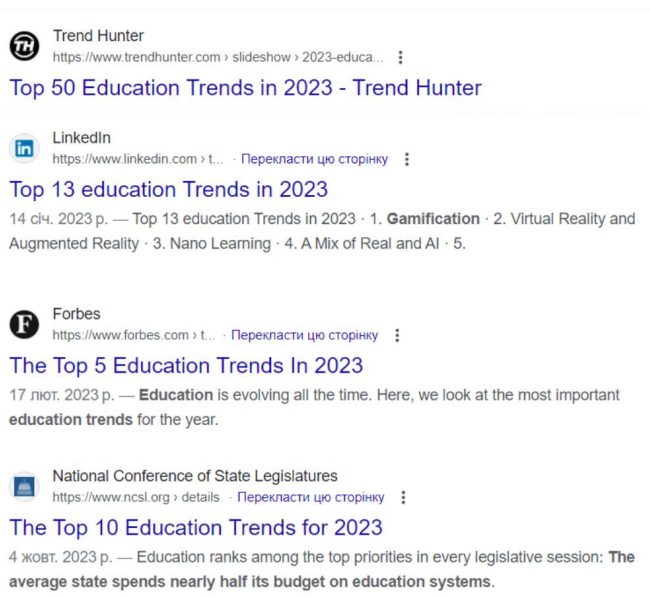 Trend Hunter
https://www.trendhunter.com › slideshow › 2023-educa...
Top 50 Education Trends in 2023 - Trend Hunter
LinkedIn
https://www.linkedin.com › t... · Перекласти цю сторінку
Top 13 education Trends in 2023
14 січ. 2023 р. — Top 13 education Trends in 2023 · 1. Gamification · 2. Virtual Reality and
Augmented Reality · 3. Nano Learning · 4. A Mix of Real and AI · 5.
Forbes
https://www.forbes.com › t... · Перекласти цю сторінку
The Top 5 Education Trends In 2023
17 лют. 2023 р. — Education is evolving all the time. Here, we look at the most important
education trends for the year.
National Conference of State Legislatures
https://www.ncsl.org › details · Перекласти цю сторінку
The Top 10 Education Trends for 2023
4 жовт. 2023 р. — Education ranks among the top priorities in every legislative session: The
average state spends nearly half its budget on education systems.